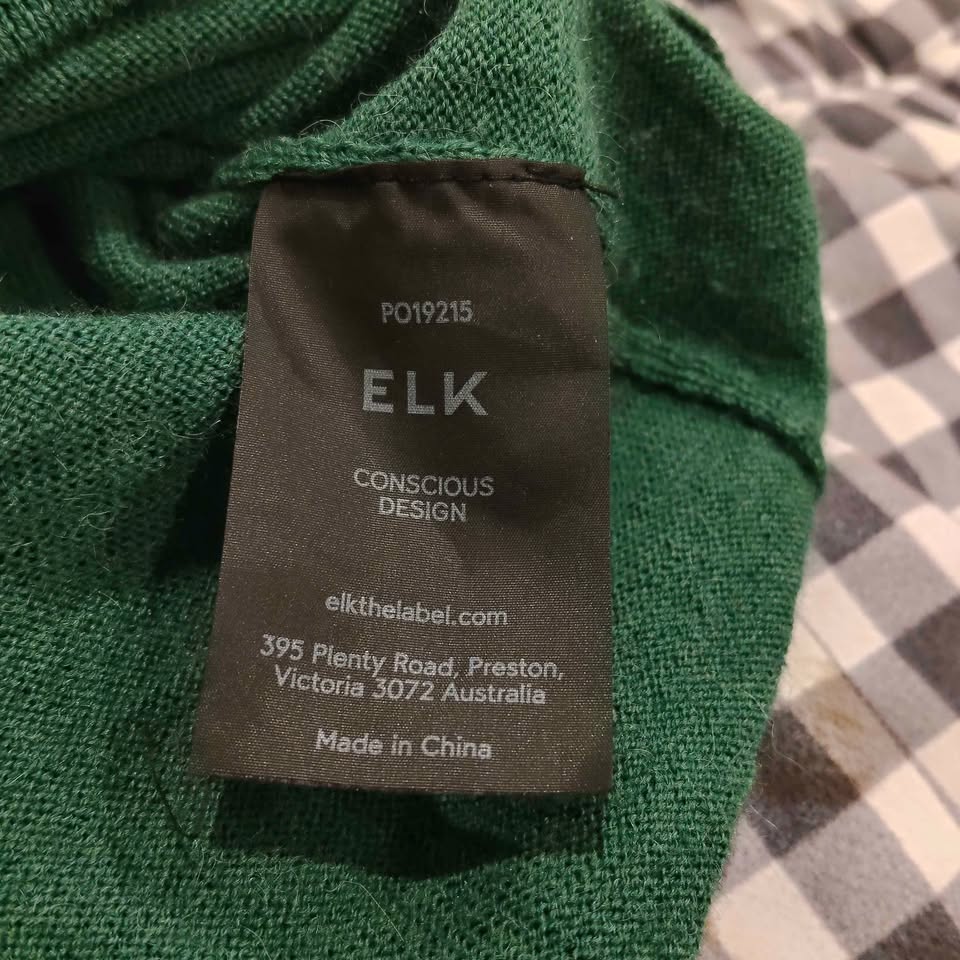 PO19215
ELK
CONSCIOUS
DESIGN
elkthelabel.com
395 Plenty Road, Preston,
Victoria 3072 Australia
Made in China